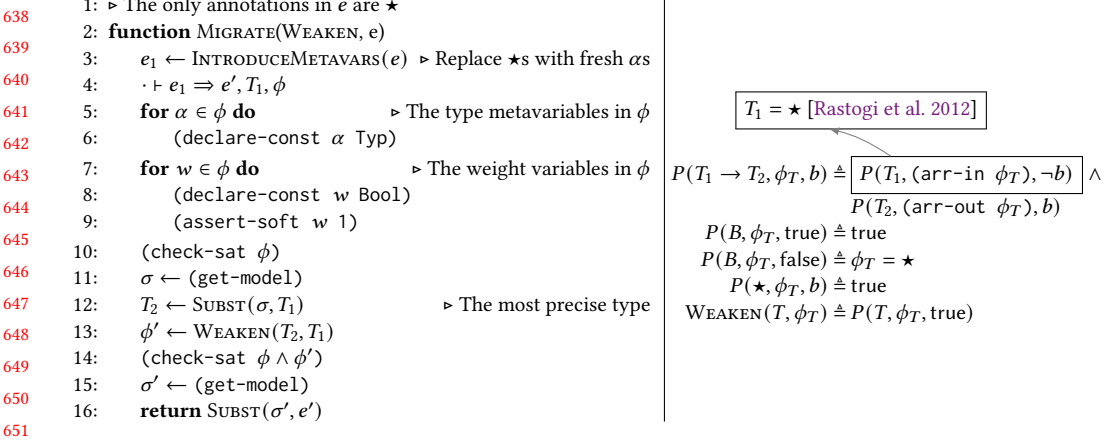 638
639
640
641
642
643
644
645
646
647
648
649
650
651
1: ▹ The only annotations in e are ★
2: function Migrate(Weaken, e)
3: e₁ ← IntroduceMetavars(e) ▹ Replace ★s with fresh αs
4: · ⊢ e₁ ⇒ e′, T₁, ϕ
5: for α ∈ ϕ do ▹ The type metavariables in ϕ
6: (declare-const α Typ)
7: for w ∈ ϕ do ▹ The weight variables in ϕ
8: (declare-const w Bool)
9: (assert-soft w 1)
10: (check-sat ϕ)
11: σ ← (get-model)
12: T₂ ← Subst(σ, T₁) ▹ The most precise type
13: ϕ′ ← Weaken(T₂, T₁)
14: (check-sat ϕ ∧ ϕ′)
15: σ′ ← (get-model)
16: return Subst(σ′, e′)
T₁ = ★ [Rastogi et al. 2012]
P(T₁ → T₂, ϕ_T, b) ≜ P(T₁, (arr-in ϕ_T), ¬b) ∧
P(T₂, (arr-out ϕ_T), b)
P(B, ϕ_T, true) ≜ true
P(B, ϕ_T, false) ≜ ϕ_T = ★
P(★, ϕ_T, b) ≜ true
Weaken(T, ϕ_T) ≜ P(T, ϕ_T, true)